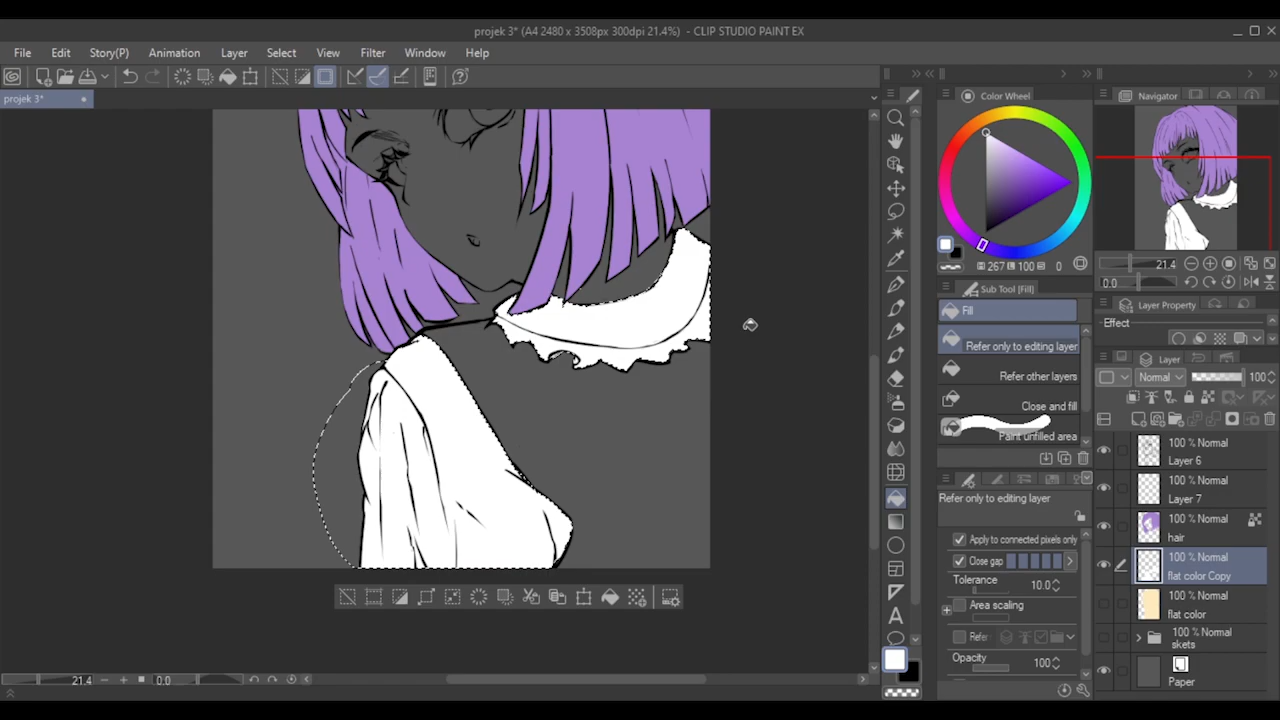 projek 3* (A4 2480 x 3508px 300dpi 21.4%) - CLIP STUDIO PAINT EX
File Edit Story(P) Animation Layer Select View Filter Window Help
projek 3*
Color Wheel
267 L 100 S 0
Navigator
21.4
0.0
Sub Tool [Fill]
Fill
Refer only to editing layer
Refer other layers
Close and fill
Paint unfilled area
Refer only to editing layer
Apply to connected pixels only
Close gap
Tolerance 10.0
Area scaling
Refer
Opacity 100
Layer Property
Effect
Layer
Normal 100
100 % Normal
Layer 6
100 % Normal
Layer 7
100 % Normal
hair
100 % Normal
flat color Copy
100 % Normal
flat color
100 % Normal
skets
Paper
21.4 0.0